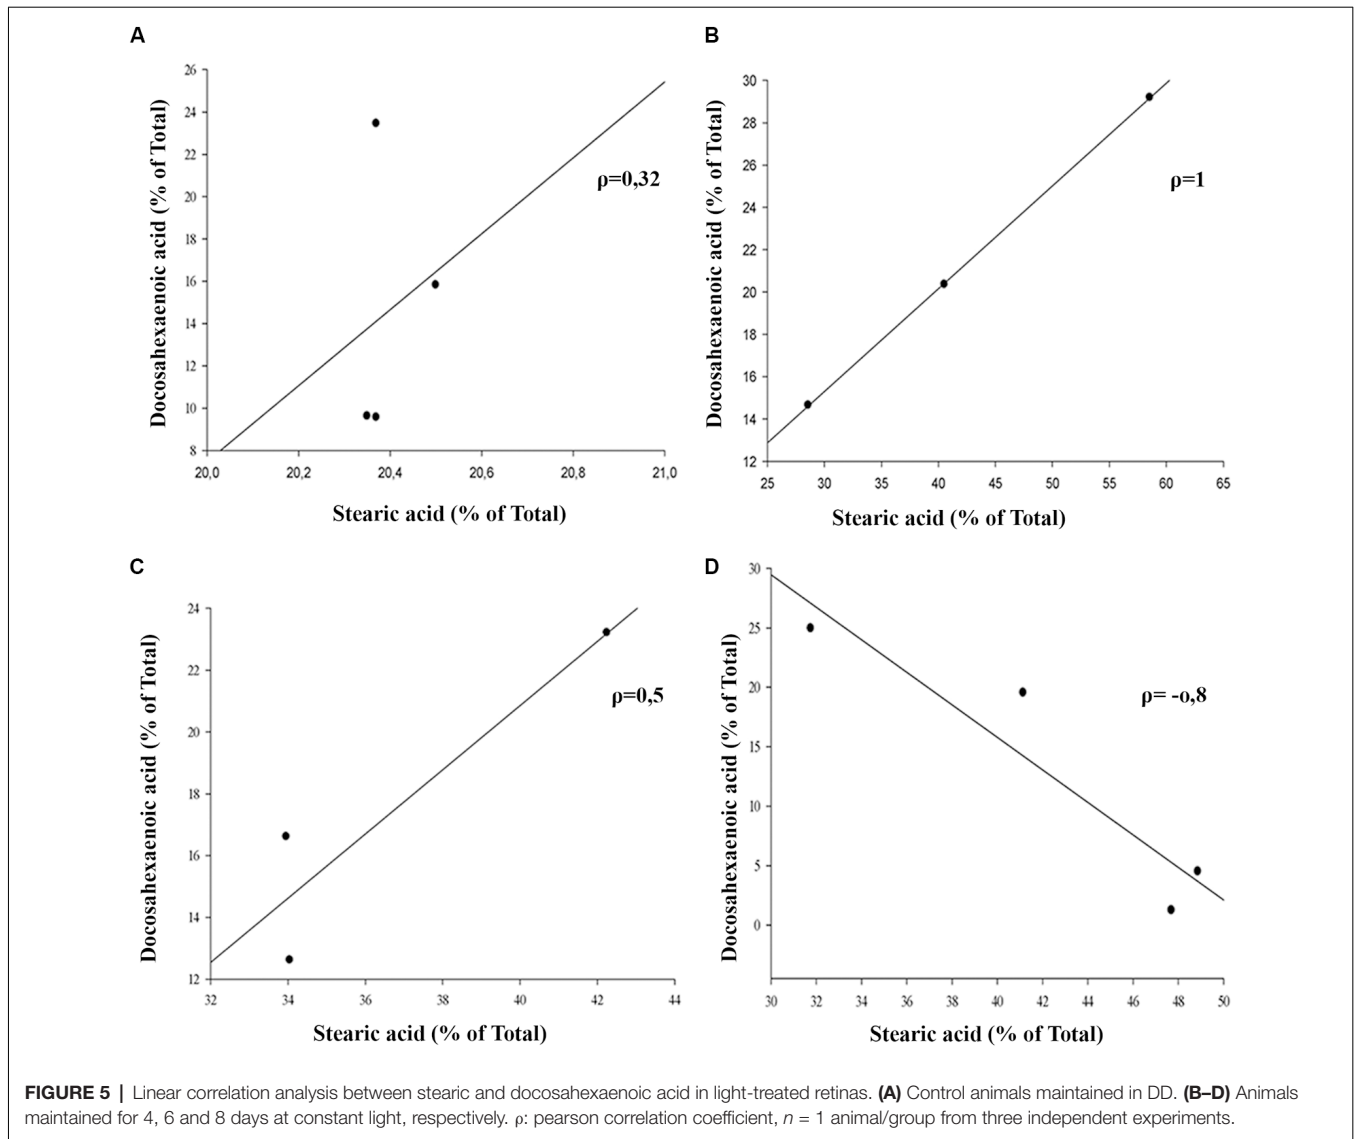 A
26
24
22
20
18
16
14
12
10
8
20,0 20,2 20,4 20,6 20,8 21,0
Docosahexaenoic acid (% of Total)
Stearic acid (% of Total)
ρ=0,32
B
30
28
26
24
22
20
18
16
14
12
25 30 35 40 45 50 55 60 65
Docosahexaenoic acid (% of Total)
Stearic acid (% of Total)
ρ=1
C
24
22
20
18
16
14
12
32 34 36 38 40 42 44
Docosahexaenoic acid (% of Total)
Stearic acid (% of Total)
ρ=0,5
D
30
25
20
15
10
5
0
30 32 34 36 38 40 42 44 46 48 50
Docosahexaenoic acid (% of Total)
Stearic acid (% of Total)
ρ= -o,8
FIGURE 5 | Linear correlation analysis between stearic and docosahexaenoic acid in light-treated retinas. (A) Control animals maintained in DD. (B–D) Animals
maintained for 4, 6 and 8 days at constant light, respectively. ρ: pearson correlation coefficient, n = 1 animal/group from three independent experiments.